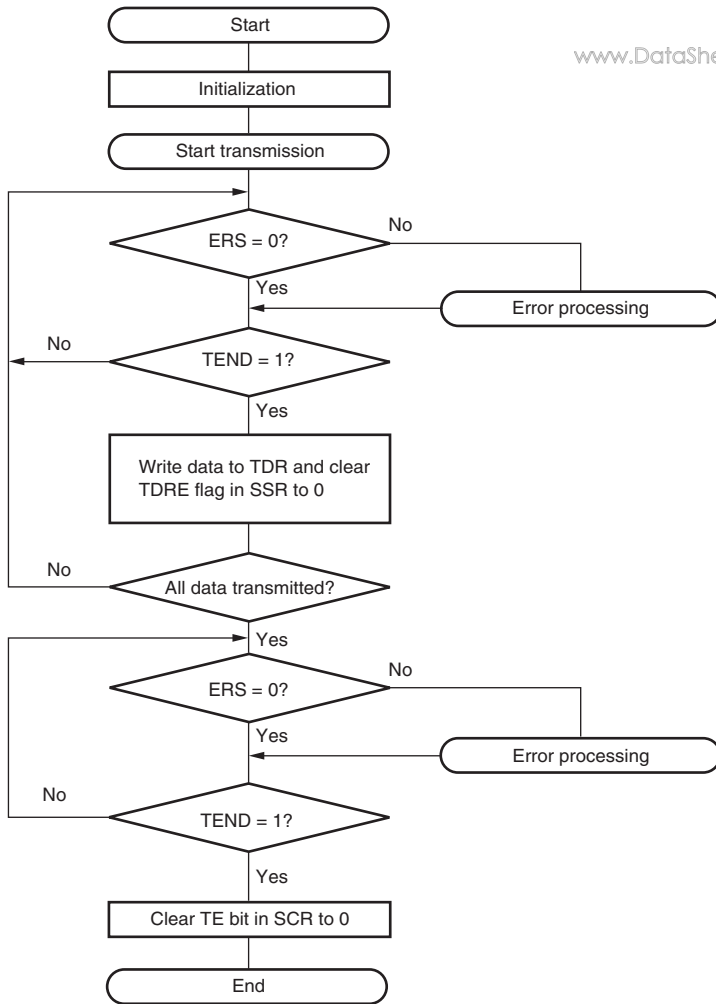 Start
www.DataShe
Initialization
Start transmission
ERS = 0?
No
Yes
Error processing
No
TEND = 1?
Yes
Write data to TDR and clear
TDRE flag in SSR to 0
No
All data transmitted?
Yes
ERS = 0?
No
Yes
Error processing
No
TEND = 1?
Yes
Clear TE bit in SCR to 0
End